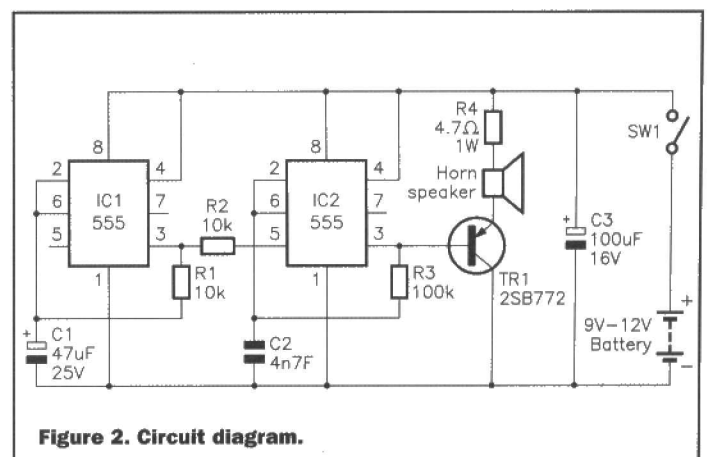 R4
4.7Ω
1W
SW1
8
8
2
4
2
4
Horn
speaker
IC1
555
IC2
555
6
7
R2
10k
6
7
+
C3
100uF
16V
5
3
5
3
R1
10k
R3
100k
TR1
2SB772
1
1
+
9V–12V
Battery
–
+
C1
47uF
25V
C2
4n7F
Figure 2. Circuit diagram.